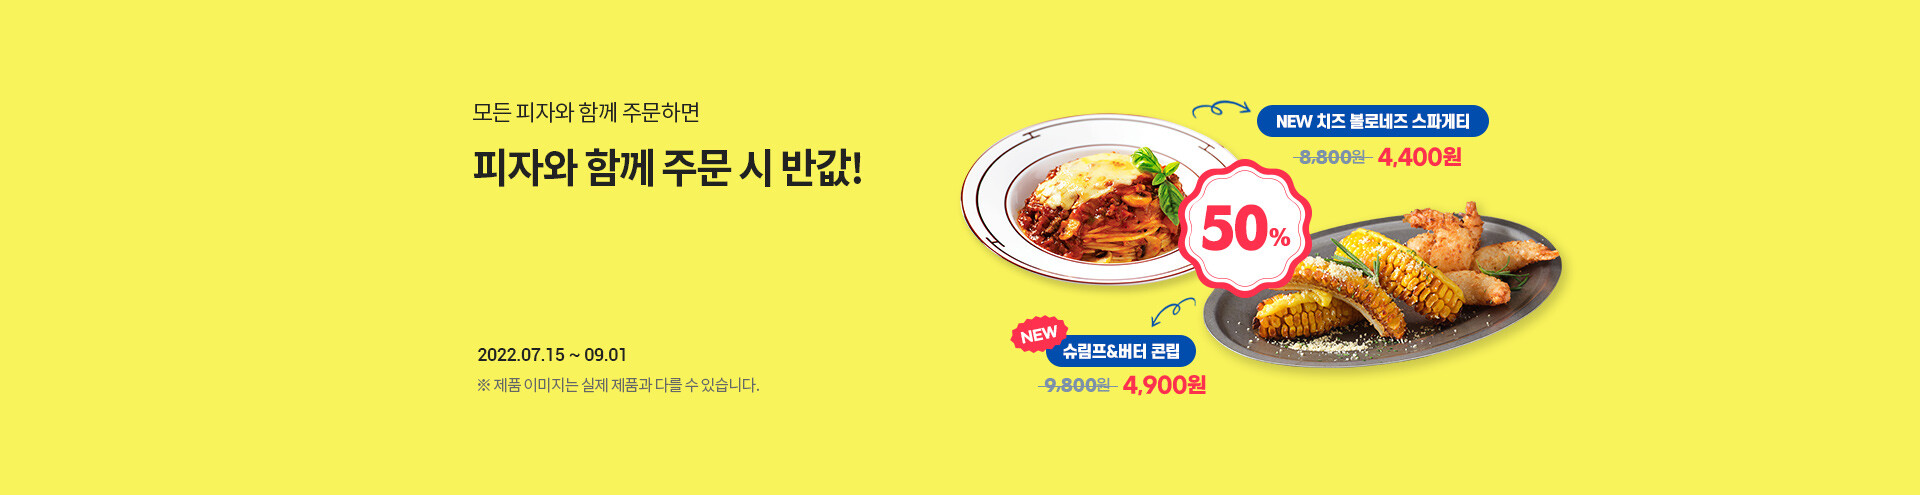 모든 피자와 함께 주문하면
피자와 함께 주문 시 반값!
2022.07.15 ~ 09.01
※ 제품 이미지는 실제 제품과 다를 수 있습니다.
NEW 치즈 볼로네즈 스파게티
8,800원 4,400원
50%
NEW
슈림프&버터 콘립
9,800원 4,900원